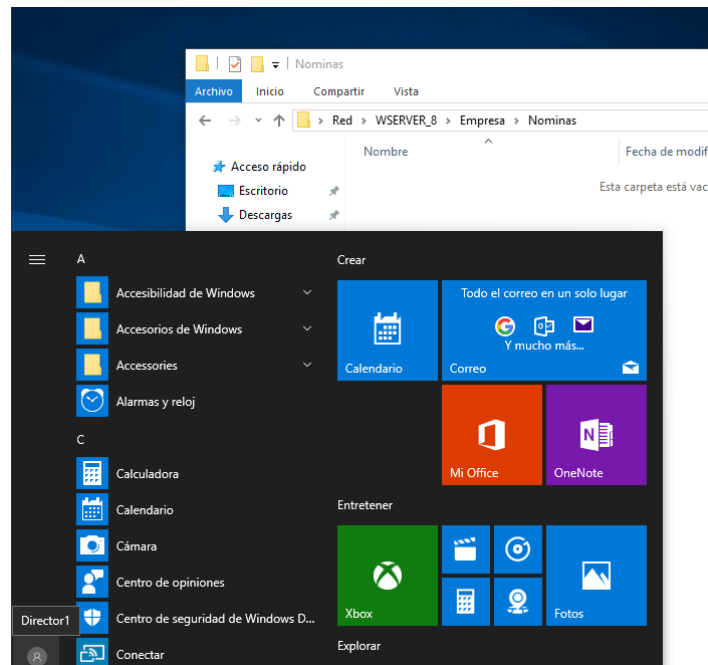 Nominas
Archivo Inicio Compartir Vista
Red > WSERVER_8 > Empresa > Nominas
Nombre Fecha de modif
Acceso rápido
Esta carpeta está vac
Escritorio
Descargas
A
Accesibilidad de Windows
Accesorios de Windows
Accessories
Alarmas y reloj
C
Calculadora
Calendario
Cámara
Centro de opiniones
Centro de seguridad de Windows D...
Conectar
Director1
Crear
Calendario
Todo el correo en un solo lugar
Y mucho más...
Correo
Mi Office
N
OneNote
Entretener
Xbox
Fotos
Explorar